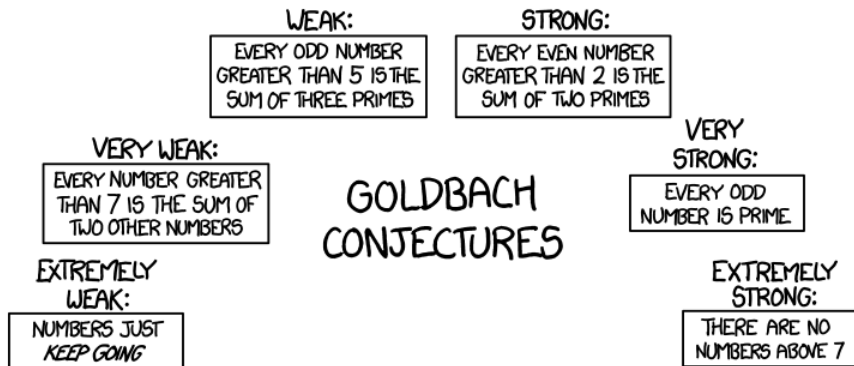 WEAK:
EVERY ODD NUMBER
GREATER THAN 5 IS THE
SUM OF THREE PRIMES
STRONG:
EVERY EVEN NUMBER
GREATER THAN 2 IS THE
SUM OF TWO PRIMES
VERY WEAK:
EVERY NUMBER GREATER
THAN 7 IS THE SUM OF
TWO OTHER NUMBERS
GOLDBACH
CONJECTURES
VERY
STRONG:
EVERY ODD
NUMBER IS PRIME
EXTREMELY
WEAK:
NUMBERS JUST
KEEP GOING
EXTREMELY
STRONG:
THERE ARE NO
NUMBERS ABOVE 7